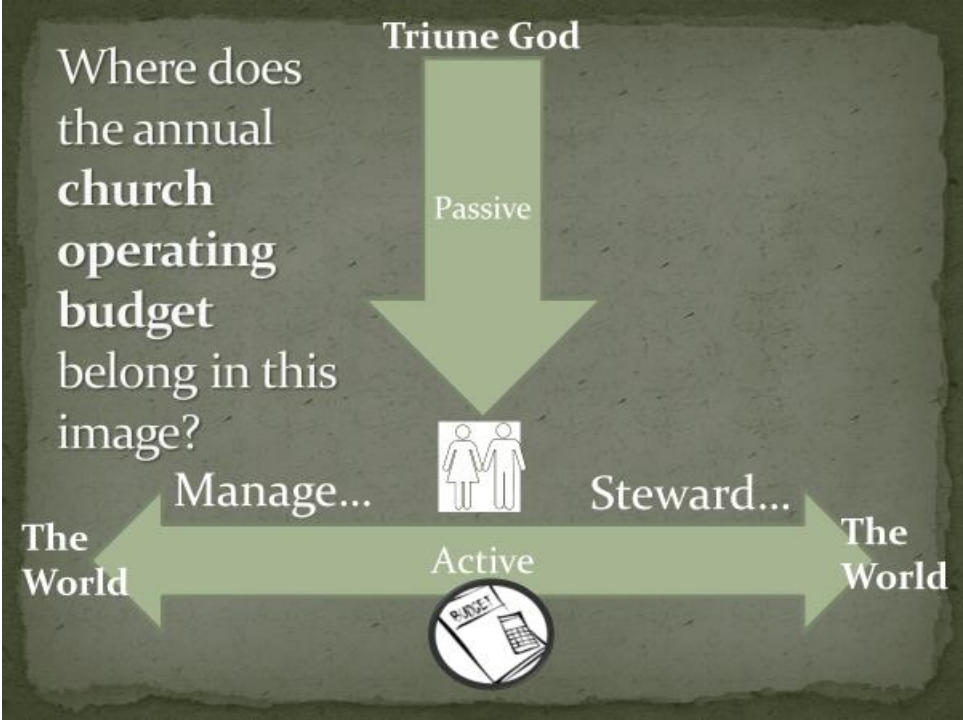 Triune God
Where does
the annual
church
operating
budget
belong in this
image?
Passive
Manage...
Steward...
The
World
Active
The
World
BUDGET